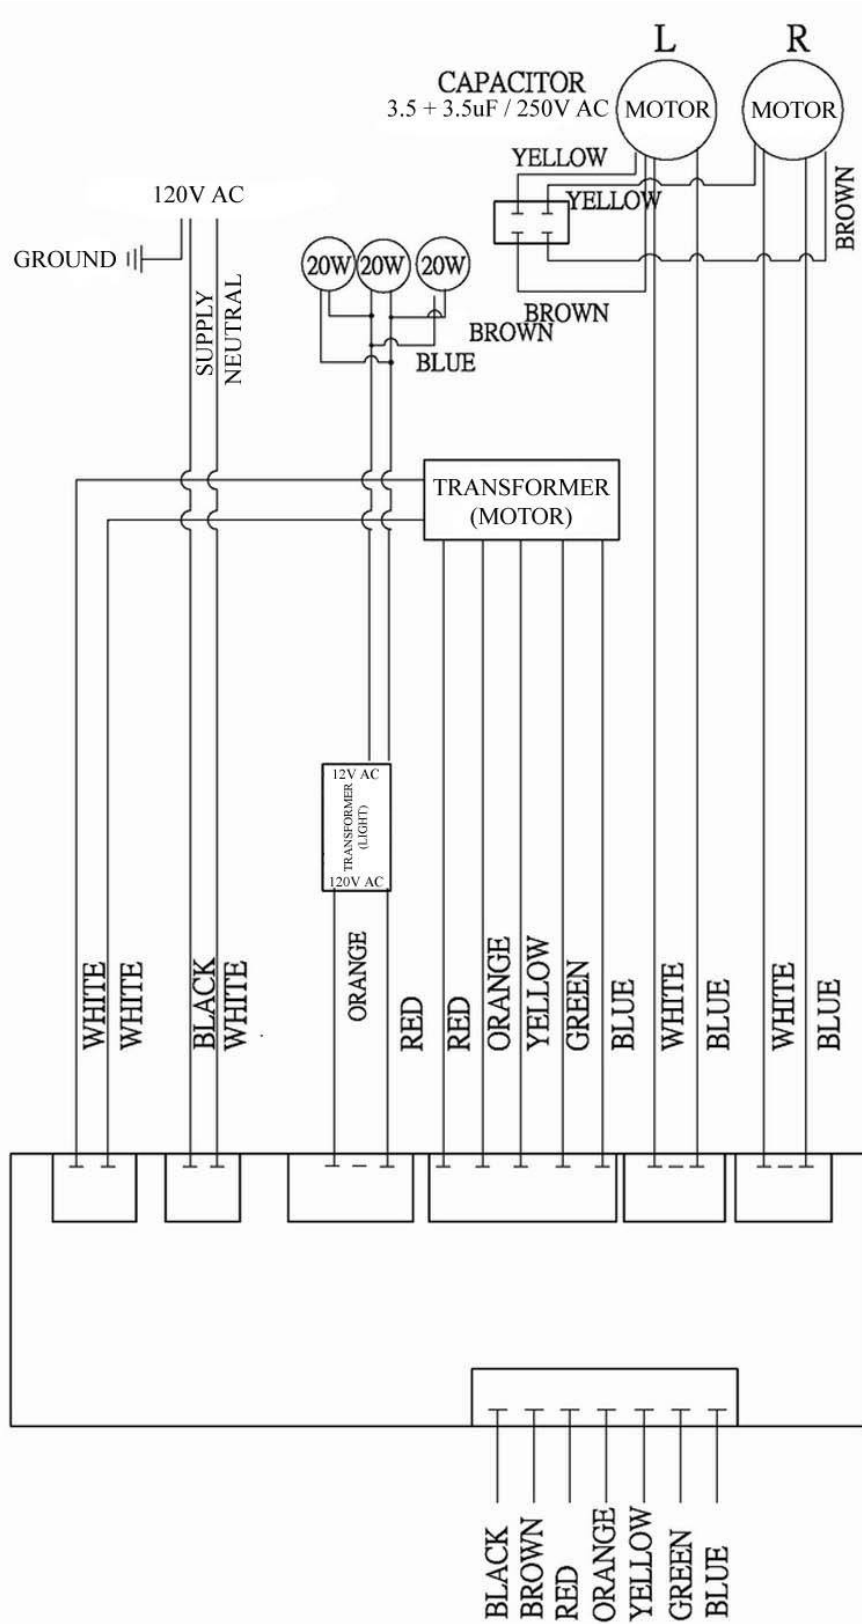 L
R
CAPACITOR
3.5 + 3.5uF / 250V AC
MOTOR
MOTOR
YELLOW
YELLOW
BROWN
120V AC
GROUND
SUPPLY
NEUTRAL
20W
20W
20W
BROWN
BROWN
BLUE
TRANSFORMER
(MOTOR)
12V AC
TRANSFORMER
(LIGHT)
120V AC
WHITE
WHITE
BLACK
WHITE
ORANGE
RED
RED
ORANGE
YELLOW
GREEN
BLUE
WHITE
BLUE
WHITE
BLUE
BLACK
BROWN
RED
ORANGE
YELLOW
GREEN
BLUE